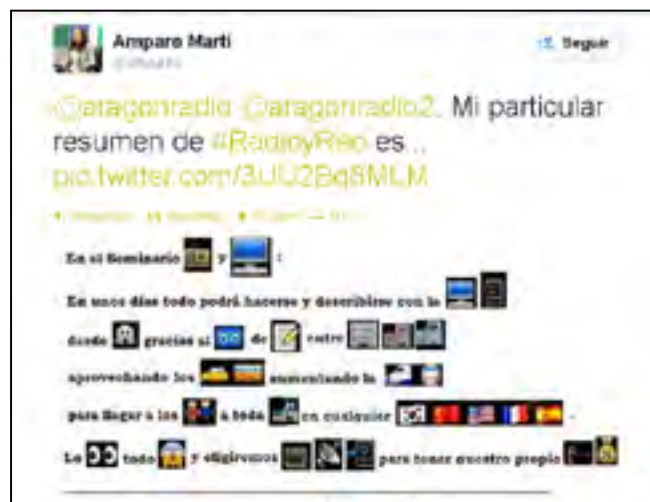 Amparo Marti
Seguir
@aragonradio @aragonradio2. Mi particular
resumen de #RadioyRed es...
pic.twitter.com/3UU2Bq8MLM
En el Seminario y :
En unos días todo podrá hacerse y describirse con la
desde gracias al de entre
aprovechando los aumentando la
para llegar a los a toda en cualquier .
Lo todo y elegiremos para tener nuestro propio